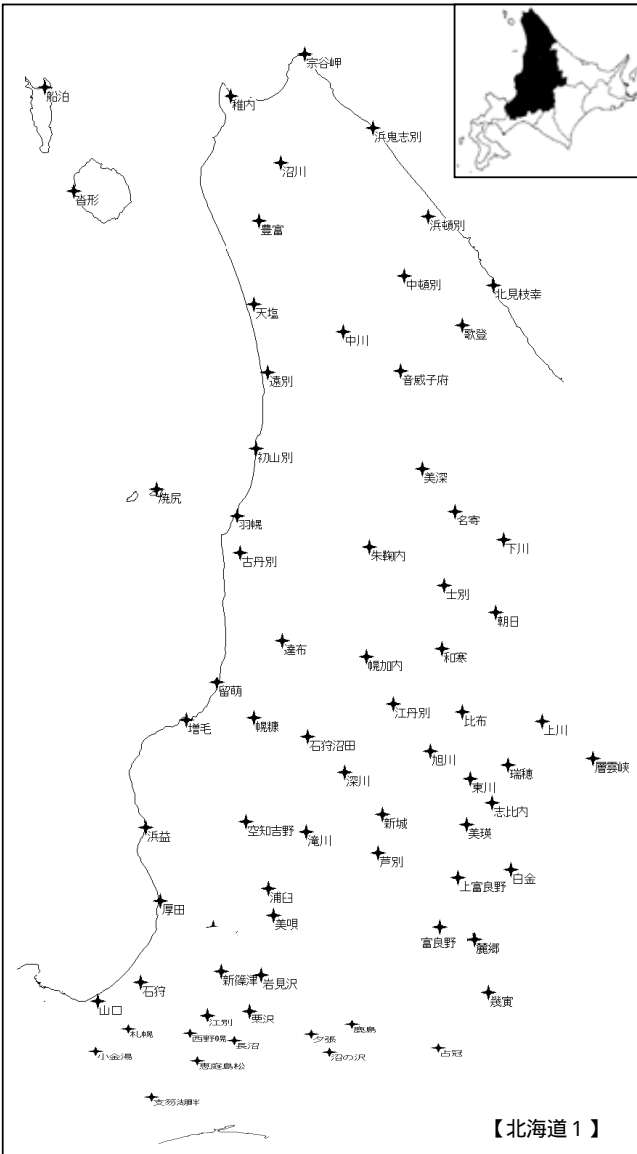 宗谷岬
船泊
稚内
浜鬼志別
沼川
沓形
浜頓別
豊富
中頓別
北見枝幸
天塩
歌登
中川
遠別
音威子府
初山別
美深
焼尻
名寄
羽幌
下川
朱鞠内
古丹別
士別
朝日
達布
和寒
幌加内
留萌
江丹別
比布
幌糠
増毛
上川
石狩沼田
旭川
層雲峡
瑞穂
深川
東川
志比内
空知吉野
新城
美瑛
浜益
滝川
芦別
白金
上富良野
浦臼
厚田
美唄
富良野
麓郷
新篠津
岩見沢
石狩
幾寅
山口
江別
栗沢
鹿島
札幌
西野幌
夕張
長沼
小金湯
沼の沢
占冠
恵庭島松
支笏湖畔
【北海道1】